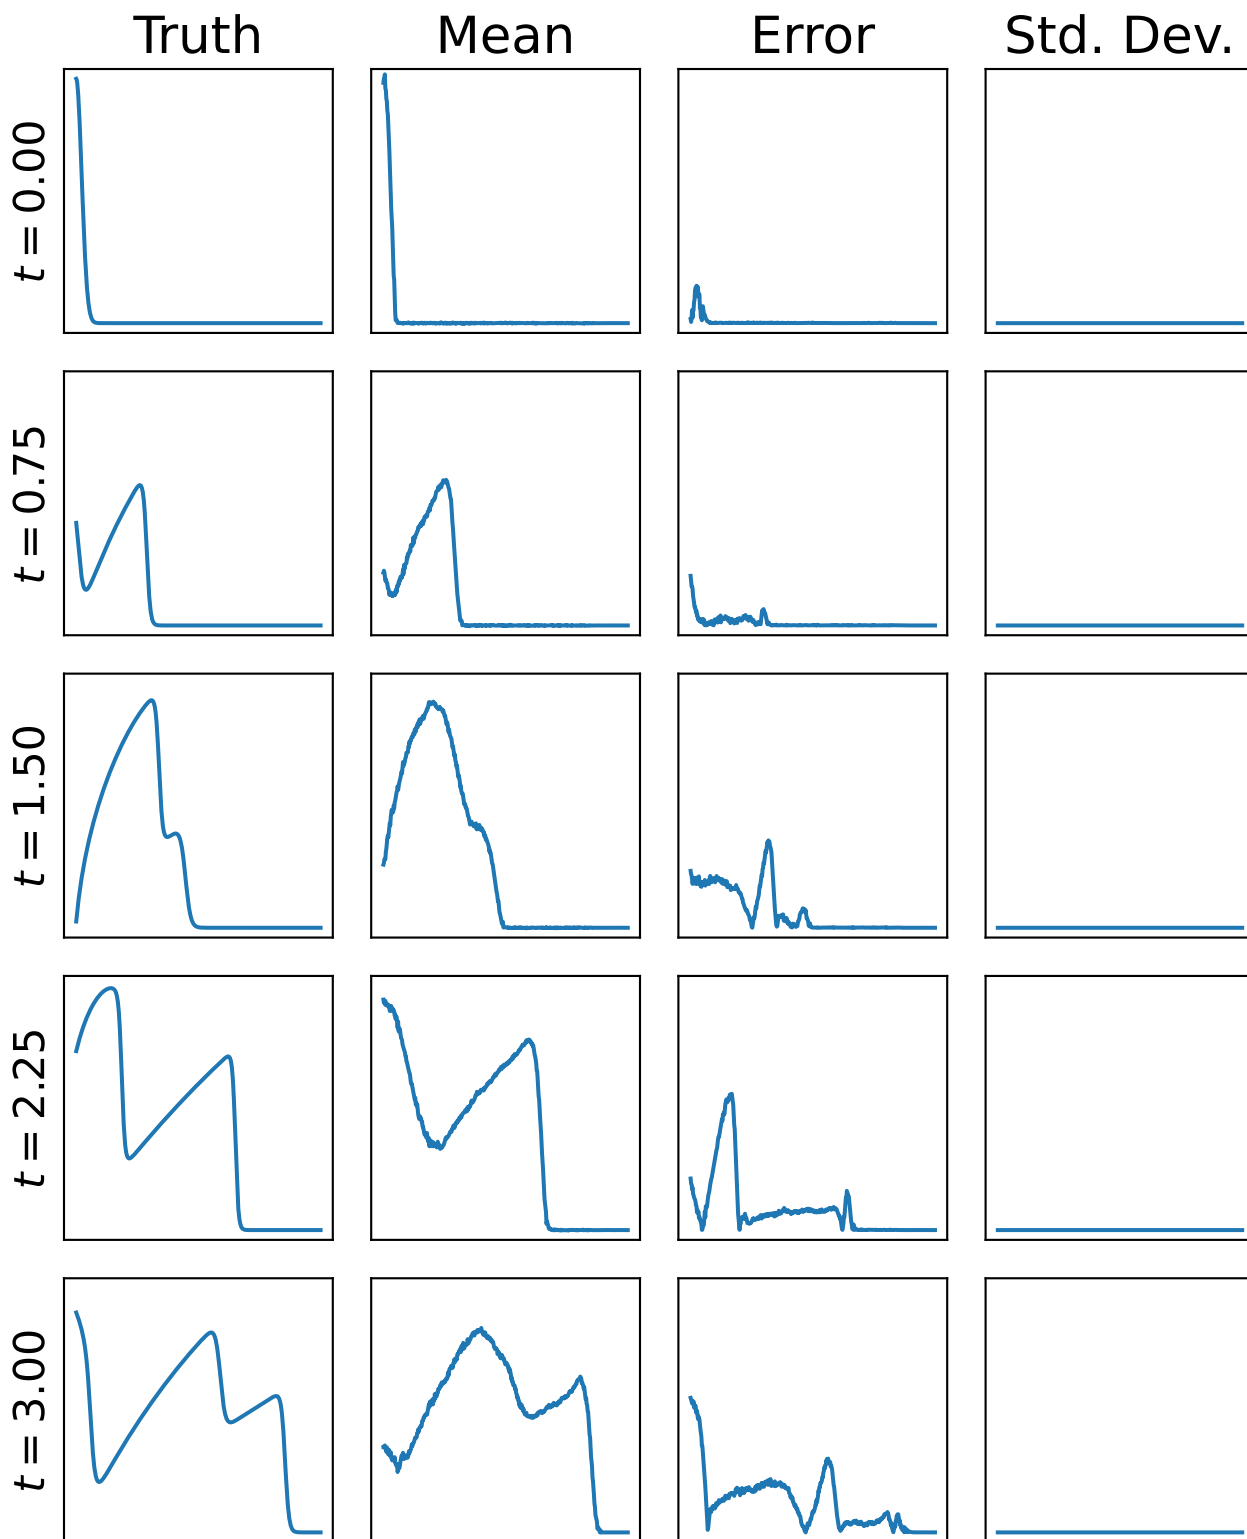 Truth Mean Error Std. Dev.
t = 0.00
t = 0.75
t = 1.50
t = 2.25
t = 3.00